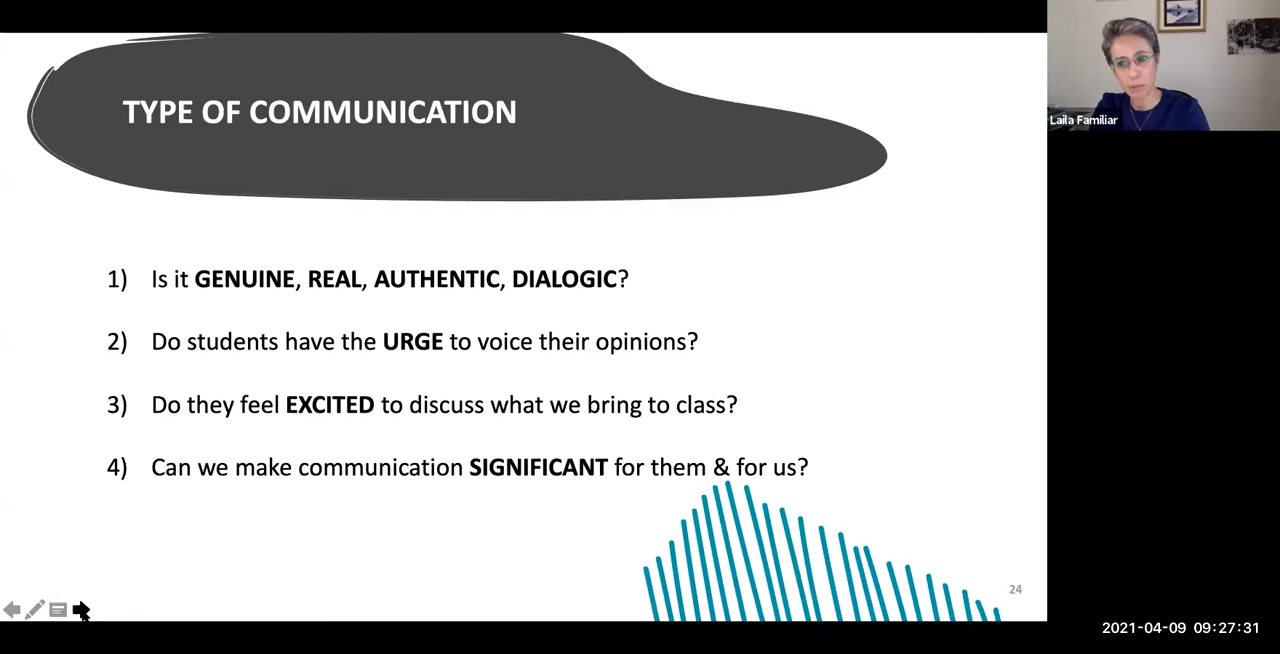 TYPE OF COMMUNICATION
Laila Familiar
1) Is it GENUINE, REAL, AUTHENTIC, DIALOGIC?
2) Do students have the URGE to voice their opinions?
3) Do they feel EXCITED to discuss what we bring to class?
4) Can we make communication SIGNIFICANT for them & for us?
24
2021-04-09 09:27:31